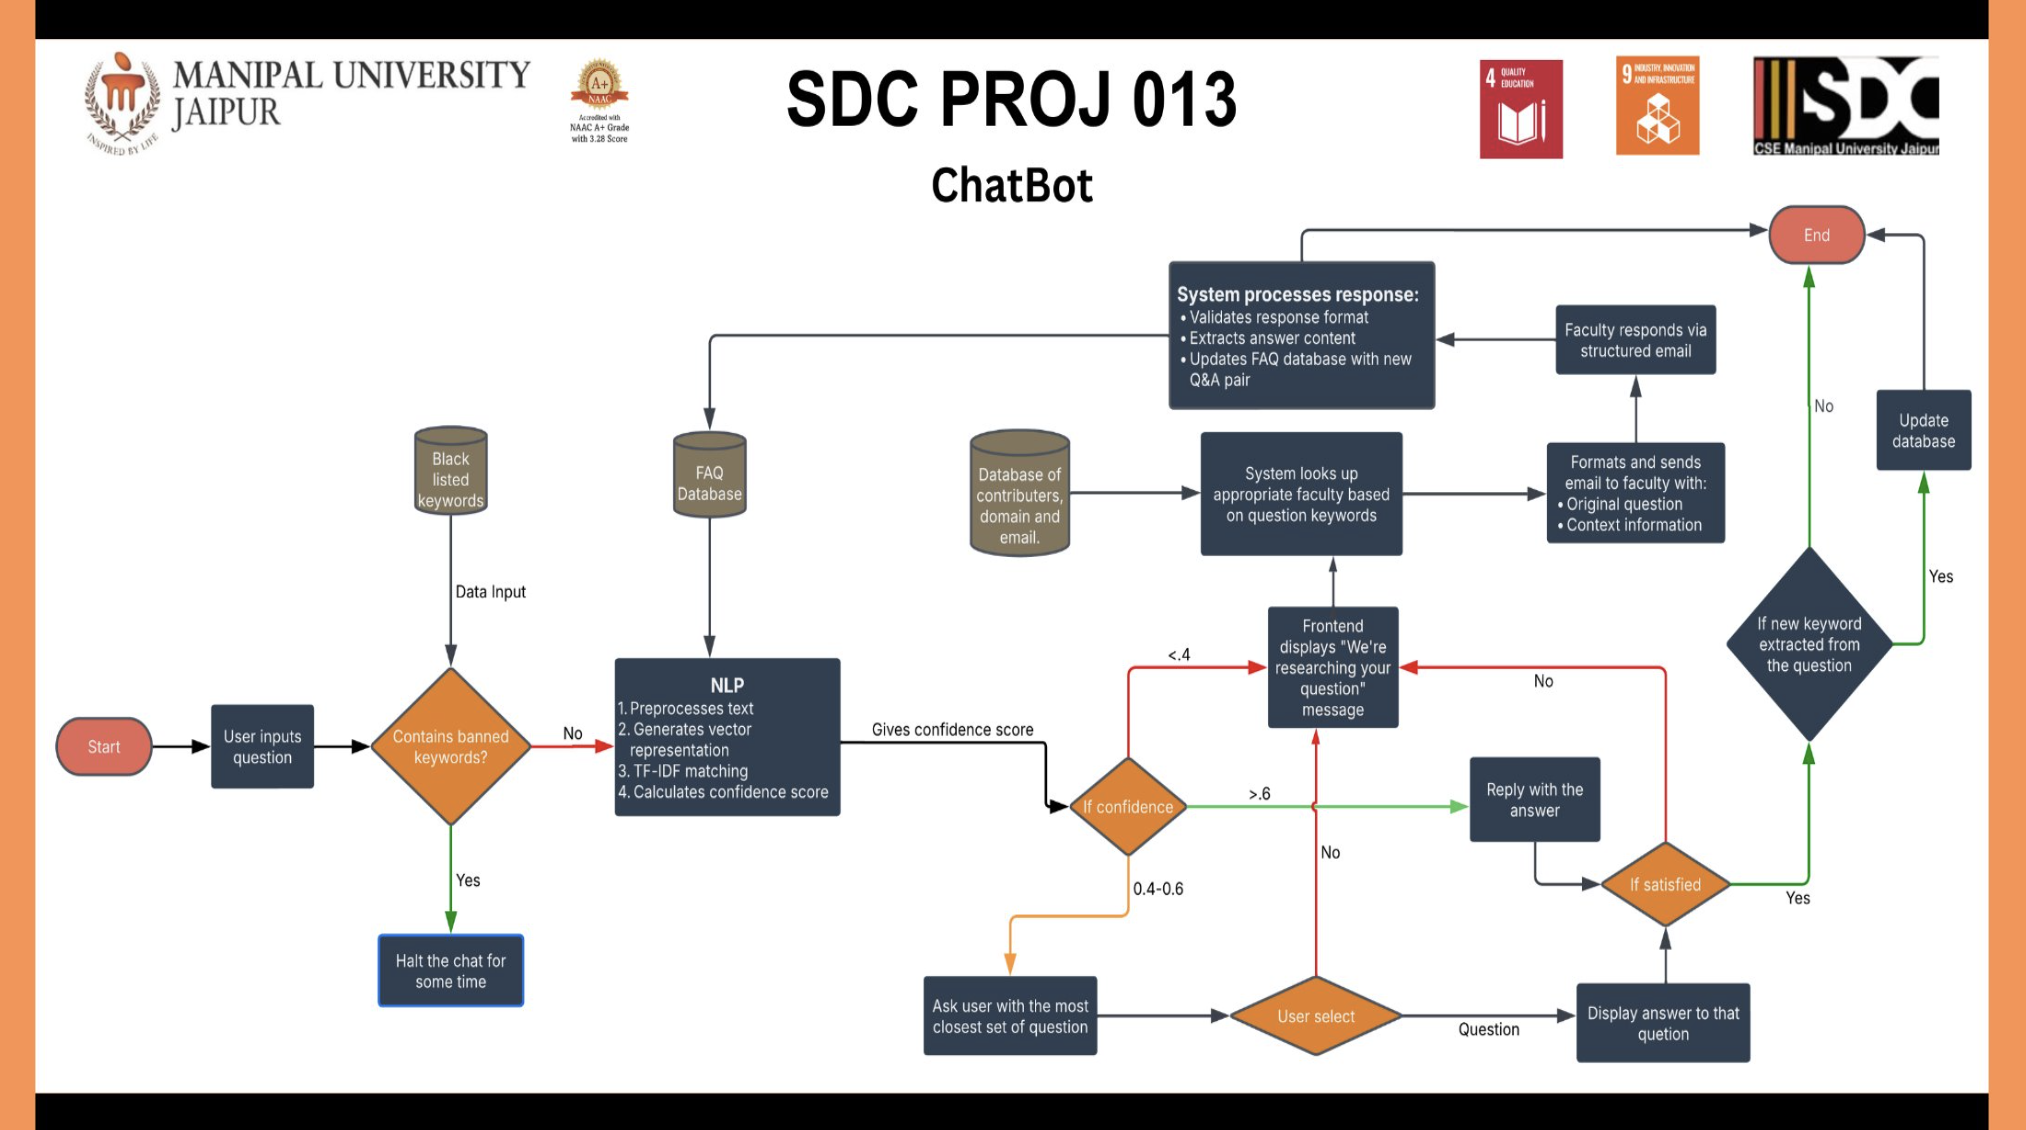 MANIPAL UNIVERSITY
JAIPUR
INSPIRED BY LIFE
A+
NAAC
Accredited with
NAAC A+ Grade
with 3.28 Score
SDC PROJ 013
ChatBot
4 QUALITY
EDUCATION
9 INDUSTRY, INNOVATION
AND INFRASTRUCTURE
SDC
CSE Manipal University Jaipur
End
System processes response:
• Validates response format
• Extracts answer content
• Updates FAQ database with new
Q&A pair
Faculty responds via
structured email
No
Update
database
Black
listed
keywords
FAQ
Database
Database of
contributers,
domain and
email.
System looks up
appropriate faculty based
on question keywords
Formats and sends
email to faculty with:
• Original question
• Context information
Data Input
Yes
If new keyword
extracted from
the question
Frontend
displays "We're
researching your
question"
message
<.4
No
NLP
1. Preprocesses text
2. Generates vector
representation
3. TF-IDF matching
4. Calculates confidence score
Start
User inputs
question
Contains banned
keywords?
No
Gives confidence score
If confidence
>.6
Reply with the
answer
No
0.4-0.6
If satisfied
Yes
Yes
Halt the chat for
some time
Ask user with the most
closest set of question
User select
Question
Display answer to that
quetion